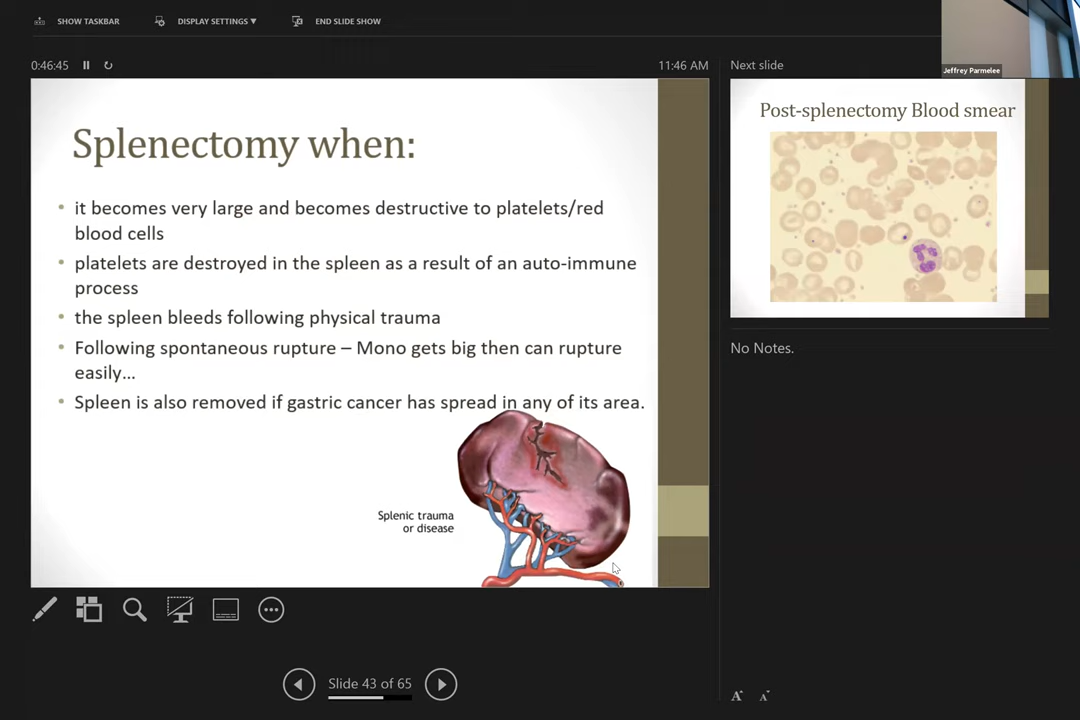 SHOW TASKBAR
DISPLAY SETTINGS ▼
END SLIDE SHOW
Jeffrey Parmelee
0:46:45
11:46 AM
Next slide
Splenectomy when:
• it becomes very large and becomes destructive to platelets/red
blood cells
• platelets are destroyed in the spleen as a result of an auto-immune
process
• the spleen bleeds following physical trauma
• Following spontaneous rupture – Mono gets big then can rupture
easily...
• Spleen is also removed if gastric cancer has spread in any of its area.
Splenic trauma
or disease
Post-splenectomy Blood smear
No Notes.
Slide 43 of 65
A A